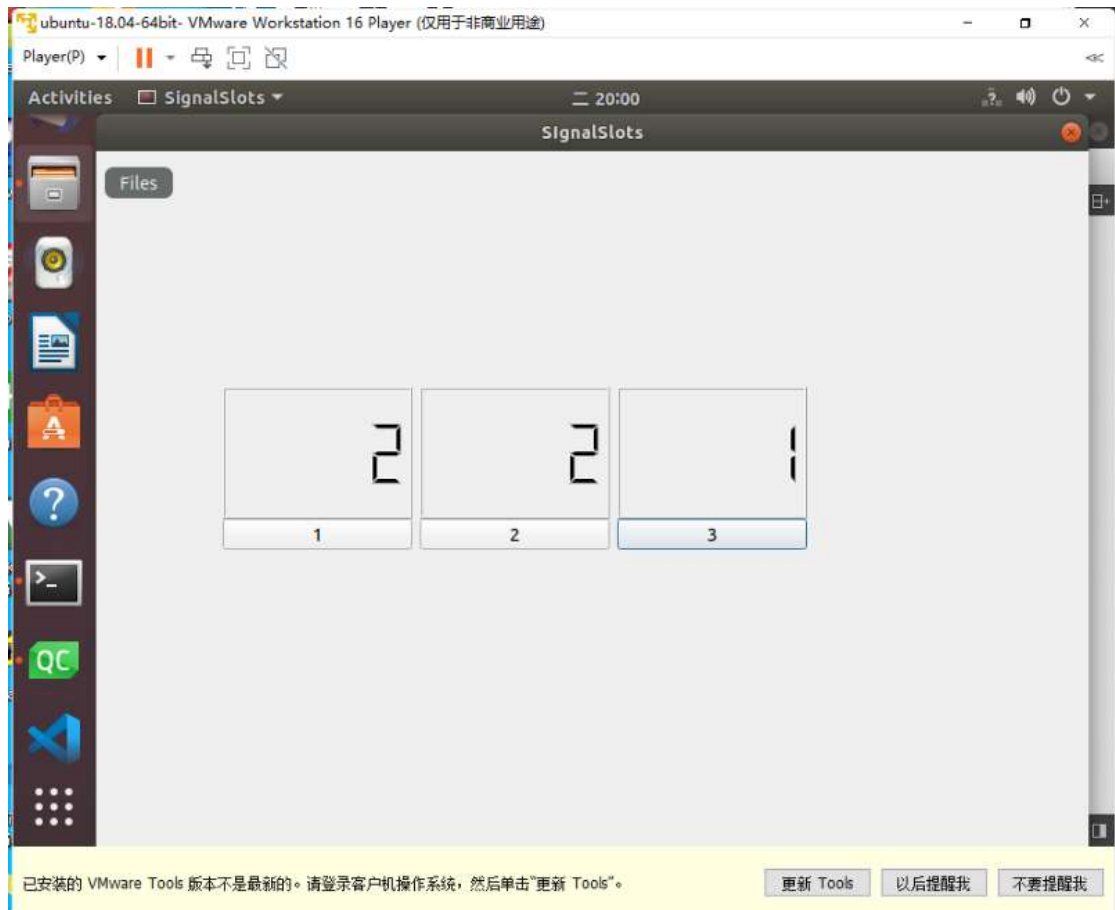 ubuntu-18.04-64bit- VMware Workstation 16 Player (仅用于非商业用途)
Player(P)
Activities SignalSlots 二 20:00
SIgnalSlots
Files
2 2 1
1 2 3
QC
已安装的 VMware Tools 版本不是最新的。请登录客户机操作系统，然后单击"更新 Tools"。 更新 Tools 以后提醒我 不要提醒我